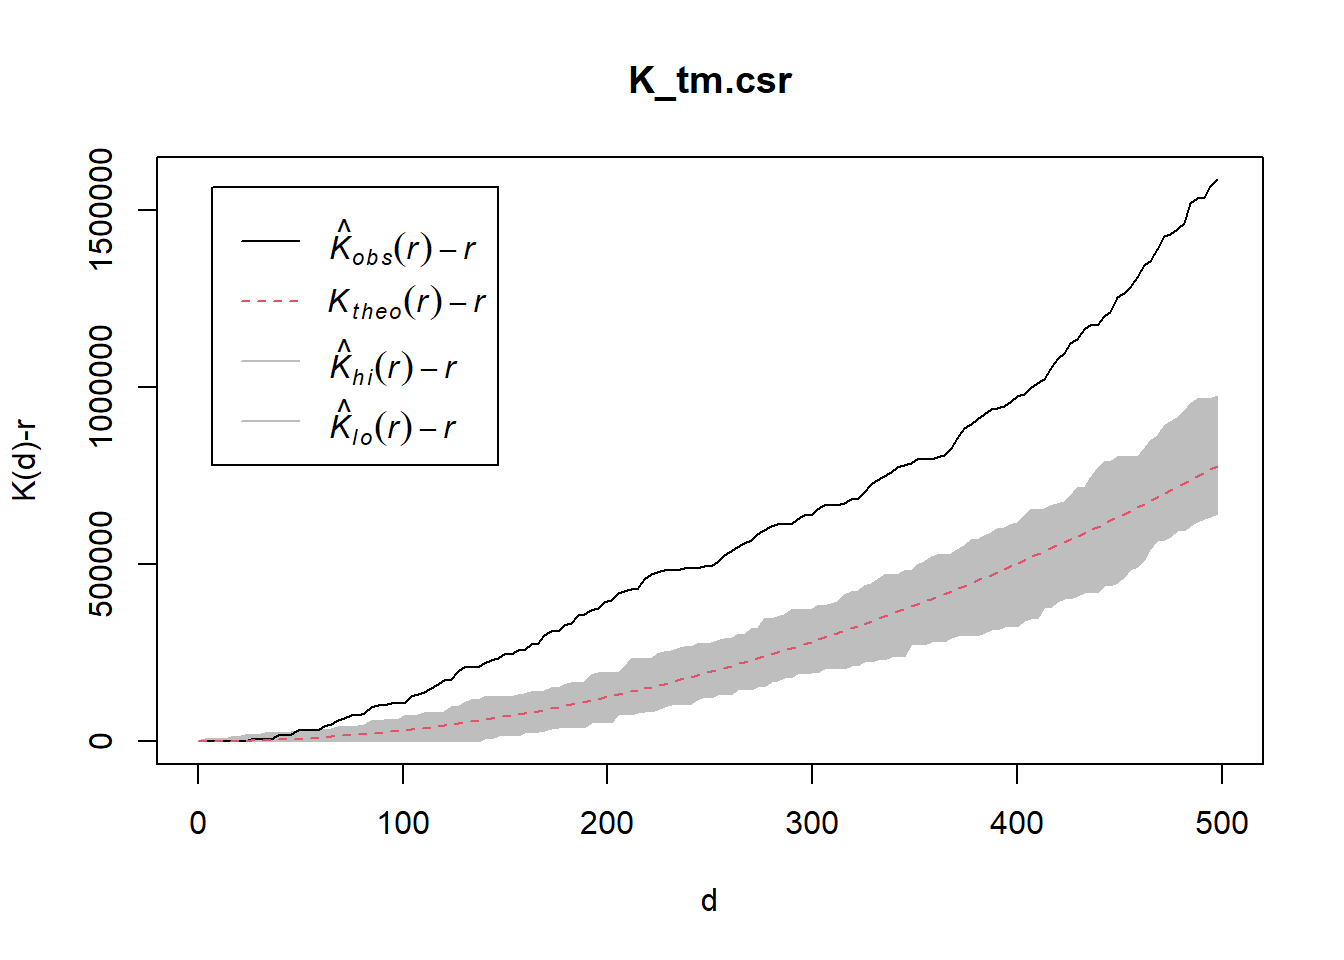 K_tm.csr
K̂obs(r) − r
Ktheo(r) − r
K̂hi(r) − r
K̂lo(r) − r
K(d)-r
1500000
1000000
500000
0
0 100 200 300 400 500
d